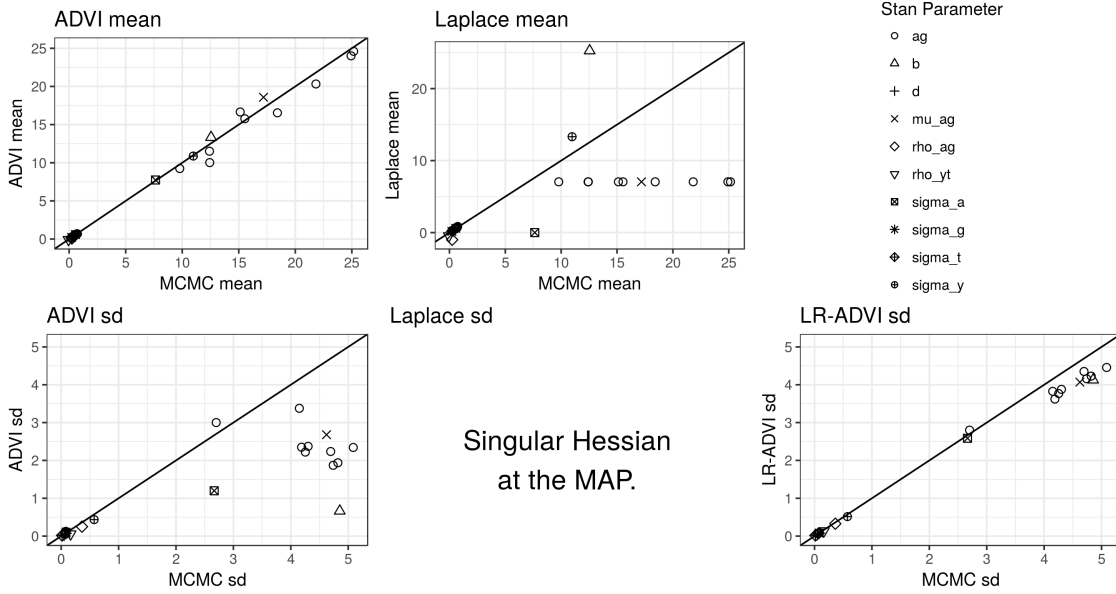 ADVI mean
25
20
15
10
5
0
ADVI mean
0 5 10 15 20 25
MCMC mean
Laplace mean
20
10
0
Laplace mean
0 5 10 15 20 25
MCMC mean
Stan Parameter
ag
b
d
mu_ag
rho_ag
rho_yt
sigma_a
sigma_g
sigma_t
sigma_y
ADVI sd
5
4
3
2
1
0
ADVI sd
0 1 2 3 4 5
MCMC sd
Laplace sd
Singular Hessian
at the MAP.
LR-ADVI sd
5
4
3
2
1
0
LR-ADVI sd
0 1 2 3 4 5
MCMC sd